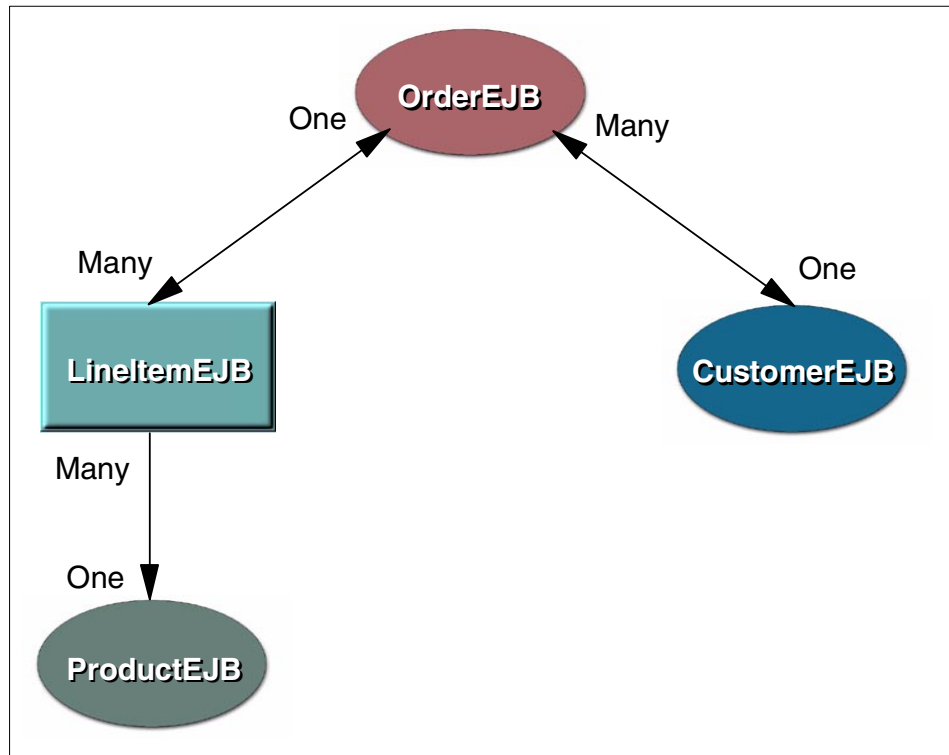 OrderEJB
One
Many
Many
One
LineItemEJB
CustomerEJB
Many
One
ProductEJB